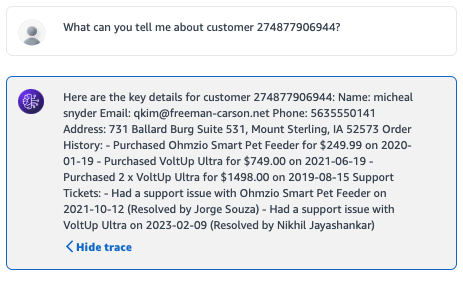 What can you tell me about customer 274877906944?
Here are the key details for customer 274877906944: Name: micheal
snyder Email: qkim@freeman-carson.net Phone: 5635550141
Address: 731 Ballard Burg Suite 531, Mount Sterling, IA 52573 Order
History: - Purchased Ohmzio Smart Pet Feeder for $249.99 on 2020-
01-19 - Purchased VoltUp Ultra for $749.00 on 2021-06-19 -
Purchased 2 x VoltUp Ultra for $1498.00 on 2019-08-15 Support
Tickets: - Had a support issue with Ohmzio Smart Pet Feeder on
2021-10-12 (Resolved by Jorge Souza) - Had a support issue with
VoltUp Ultra on 2023-02-09 (Resolved by Nikhil Jayashankar)
Hide trace